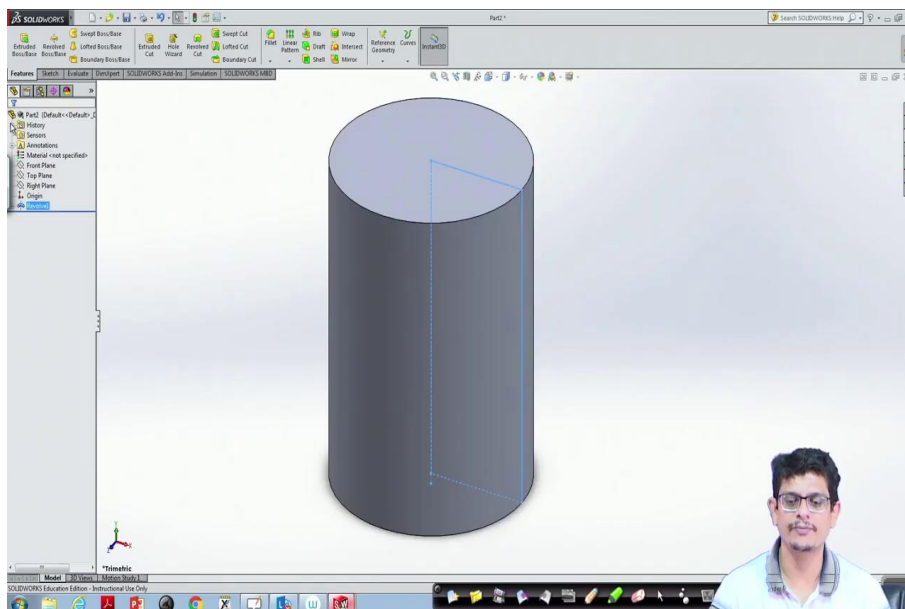 SOLIDWORKS
Part2 *
Search SOLIDWORKS Help
Extruded Boss/Base
Revolved Boss/Base
Swept Boss/Base
Lofted Boss/Base
Boundary Boss/Base
Extruded Cut
Hole Wizard
Revolved Cut
Swept Cut
Lofted Cut
Boundary Cut
Fillet
Linear Pattern
Rib
Draft
Shell
Wrap
Intersect
Mirror
Reference Geometry
Curves
Instant3D
Features Sketch Evaluate DimXpert SOLIDWORKS Add-Ins Simulation SOLIDWORKS MBD
Part2 (Default<<Default>_D
History
Sensors
Annotations
Material <not specified>
Front Plane
Top Plane
Right Plane
Origin
Revolve1
*Trimetric
Model 3D Views Motion Study 1
SOLIDWORKS Education Edition - Instructional Use Only